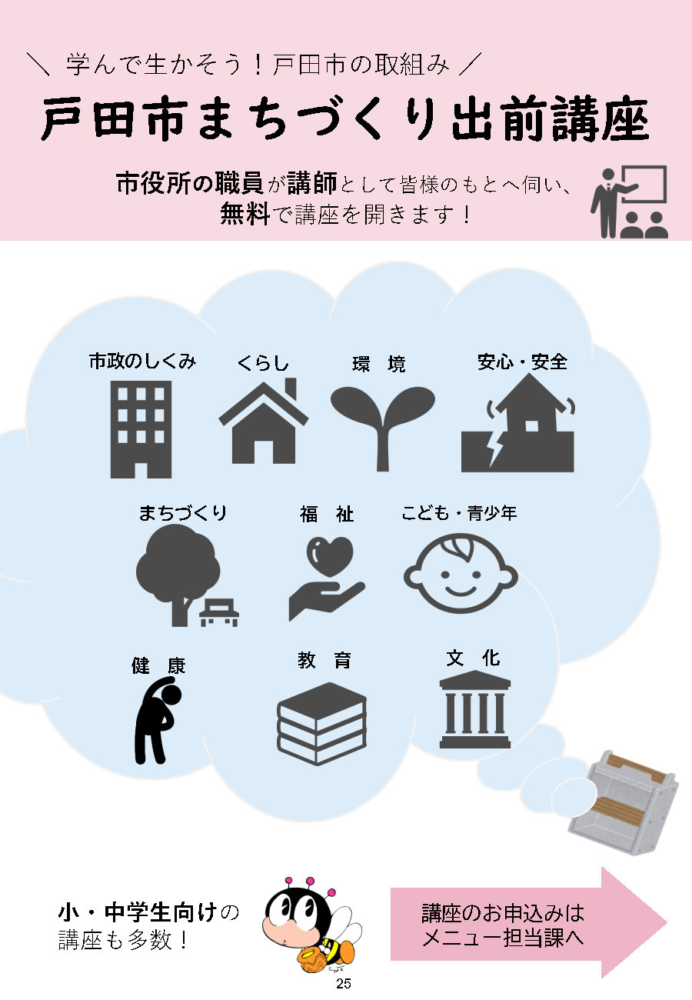 ＼ 学んで生かそう！戸田市の取組み ／
戸田市まちづくり出前講座
市役所の職員が講師として皆様のもとへ伺い、
無料で講座を開きます！
市政のしくみ
くらし
環　境
安心・安全
まちづくり
福　祉
こども・青少年
健　康
教　育
文　化
小・中学生向けの
講座も多数！
講座のお申込みは
メニュー担当課へ
25